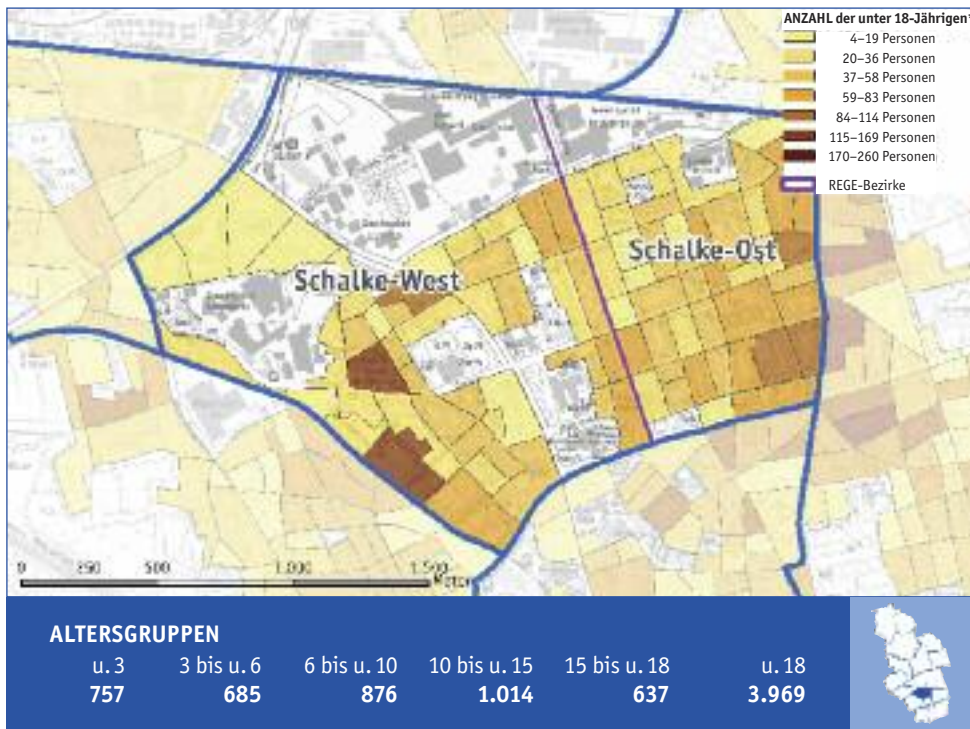 ANZAHL der unter 18-Jährigen*
4–19 Personen
20–36 Personen
37–58 Personen
59–83 Personen
84–114 Personen
115–169 Personen
170–260 Personen
REGE-Bezirke
Schalke-Ost
Schalke-West
0 250 500 1.000 1.500
Meter
ALTERSGRUPPEN
u. 3 3 bis u. 6 6 bis u. 10 10 bis u. 15 15 bis u. 18 u. 18
757 685 876 1.014 637 3.969